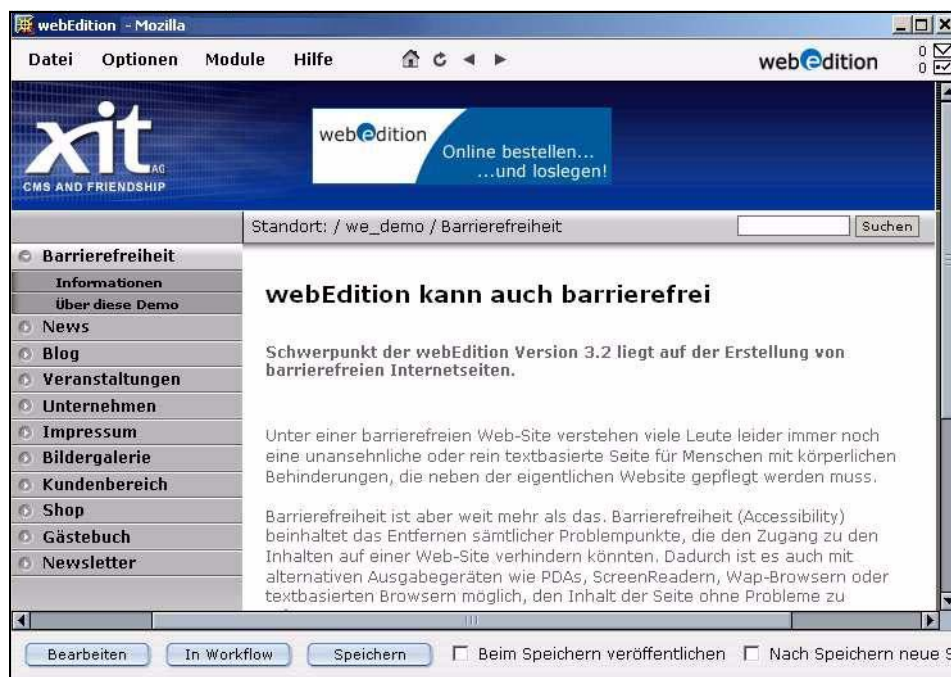 webEdition - Mozilla
Datei Optionen Module Hilfe
webedition
0
0
xit
AG
CMS AND FRIENDSHIP
webedition
Online bestellen...
...und loslegen!
Standort: / we_demo / Barrierefreiheit
Suchen
Barrierefreiheit
Informationen
Über diese Demo
News
Blog
Veranstaltungen
Unternehmen
Impressum
Bildergalerie
Kundenbereich
Shop
Gästebuch
Newsletter
webEdition kann auch barrierefrei
Schwerpunkt der webEdition Version 3.2 liegt auf der Erstellung von
barrierefreien Internetseiten.
Unter einer barrierefreien Web-Site verstehen viele Leute leider immer noch
eine unansehnliche oder rein textbasierte Seite für Menschen mit körperlichen
Behinderungen, die neben der eigentlichen Website gepflegt werden muss.
Barrierefreiheit ist aber weit mehr als das. Barrierefreiheit (Accessibility)
beinhaltet das Entfernen sämtlicher Problempunkte, die den Zugang zu den
Inhalten auf einer Web-Site verhindern könnten. Dadurch ist es auch mit
alternativen Ausgabegeräten wie PDAs, ScreenReadern, Wap-Browsern oder
textbasierten Browsern möglich, den Inhalt der Seite ohne Probleme zu
Bearbeiten In Workflow Speichern Beim Speichern veröffentlichen Nach Speichern neue S